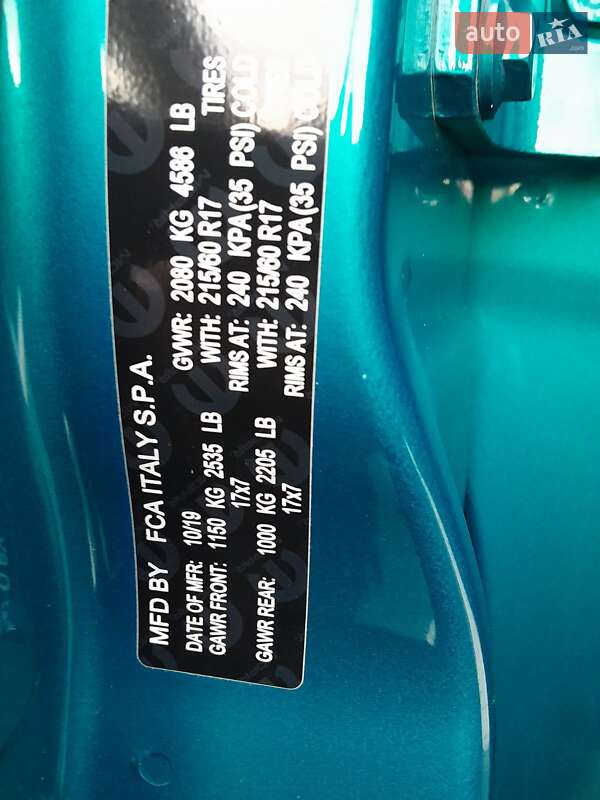 auto RIA.com
MFD BY FCA ITALY S.P.A.
DATE OF MFR: 10/19 GVWR: 2080 KG 4586 LB
GAWR FRONT: 1150 KG 2535 LB WITH: 215/60 R17 TIRES
17x7 RIMS AT: 240 KPA(35 PSI) COLD
GAWR REAR: 1000 KG 2205 LB WITH: 215/60 R17
17x7 RIMS AT: 240 KPA(35 PSI) COLD